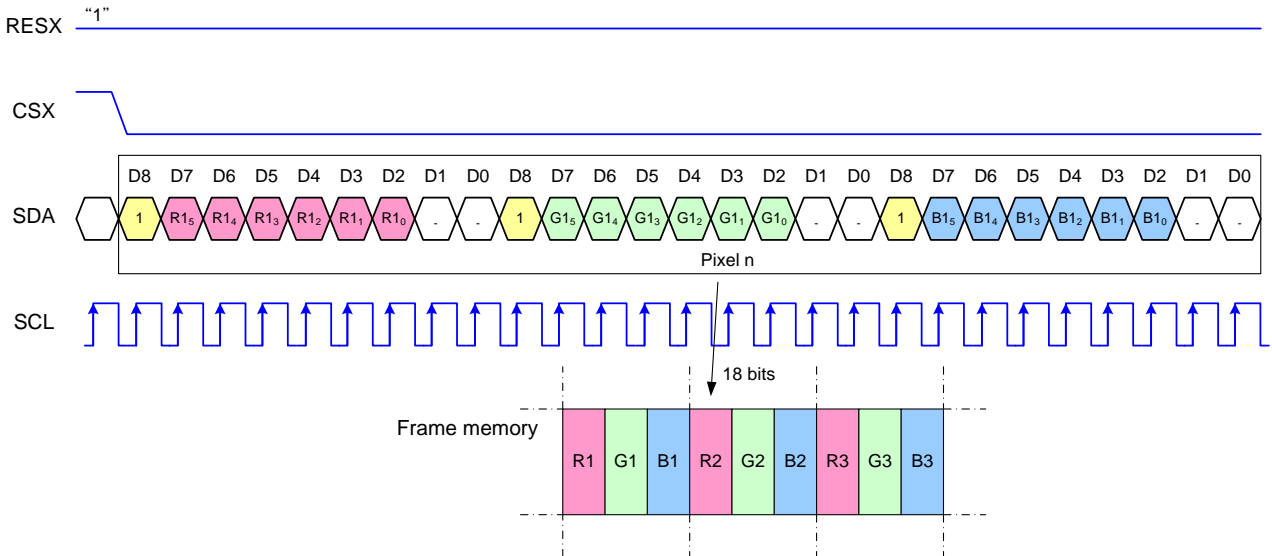 RESX “1”
CSX
D8 D7 D6 D5 D4 D3 D2 D1 D0 D8 D7 D6 D5 D4 D3 D2 D1 D0 D8 D7 D6 D5 D4 D3 D2 D1 D0
SDA 1 R1₅ R1₄ R1₃ R1₂ R1₁ R1₀ - - 1 G1₅ G1₄ G1₃ G1₂ G1₁ G1₀ - - 1 B1₅ B1₄ B1₃ B1₂ B1₁ B1₀ - -
Pixel n
SCL
18 bits
Frame memory
R1 G1 B1 R2 G2 B2 R3 G3 B3